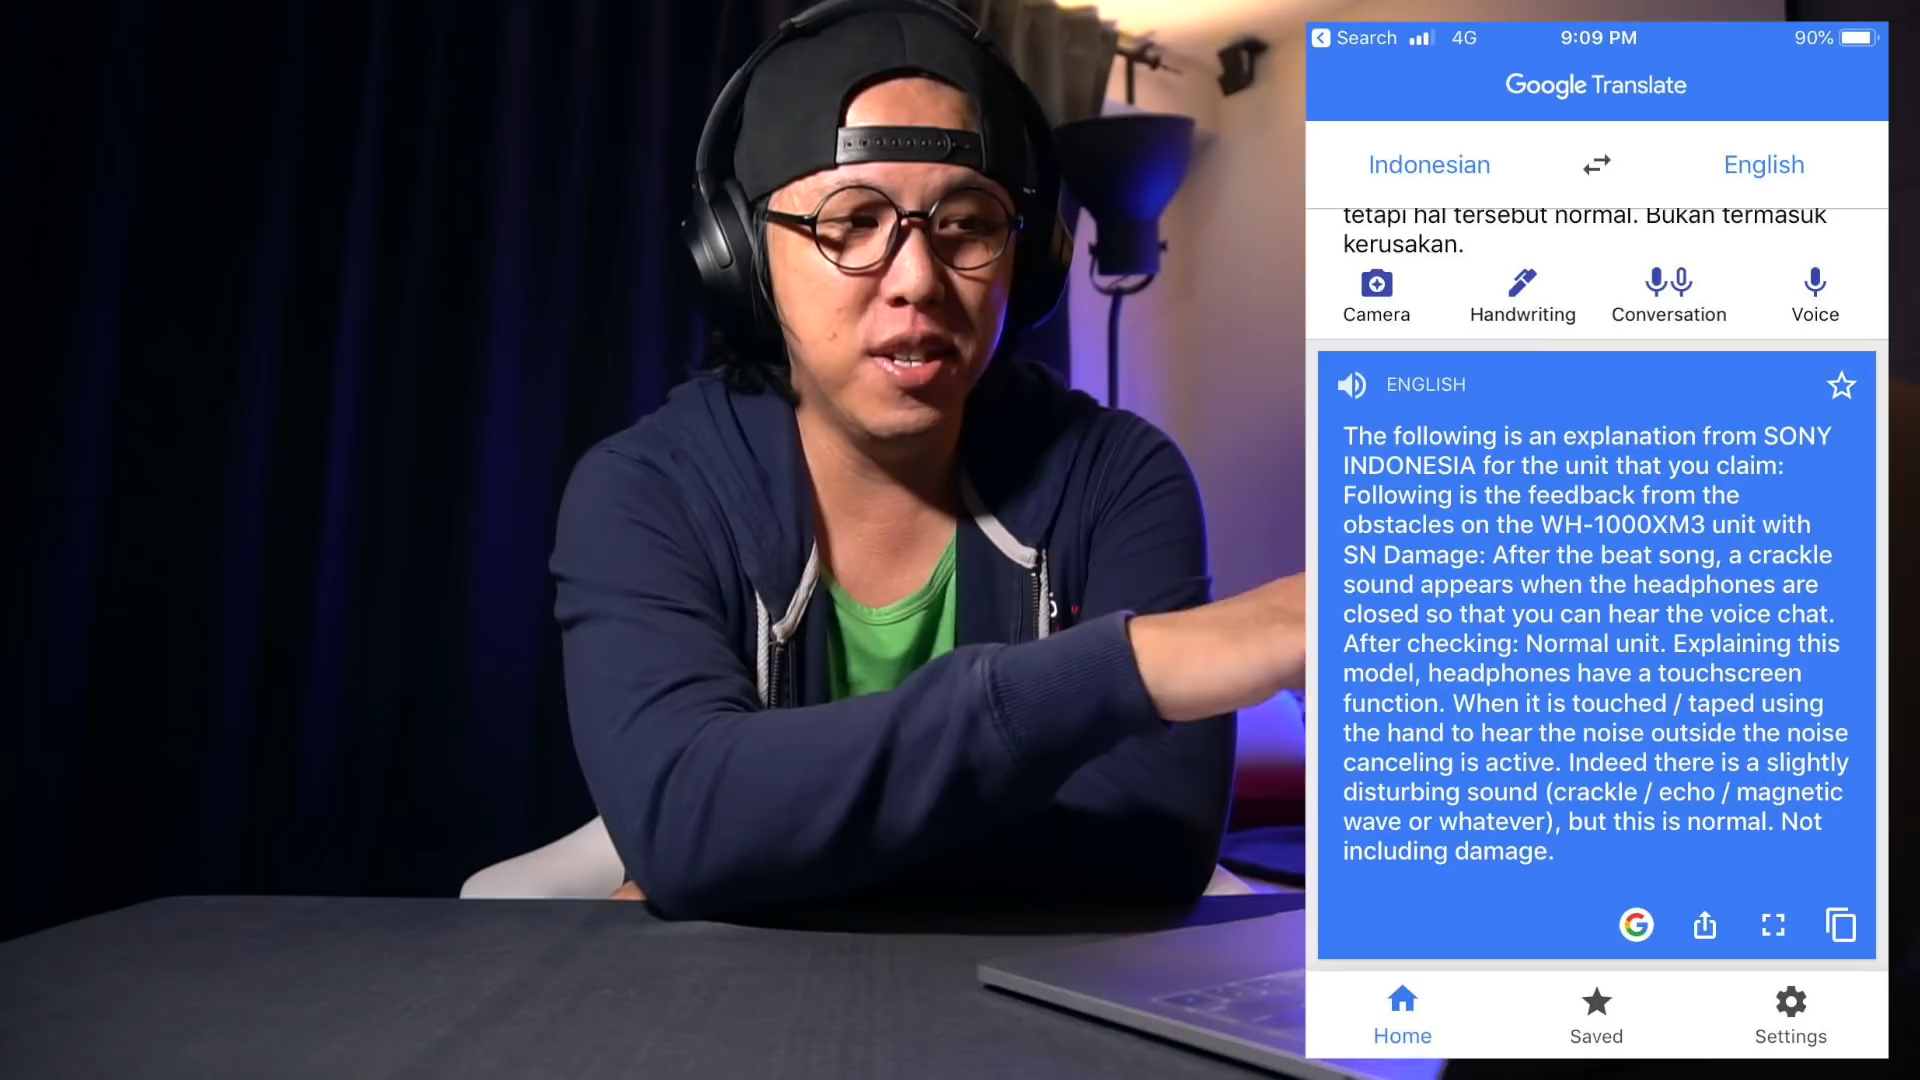 Search 4G 9:09 PM 90%
Google Translate
Indonesian English
tetapi hal tersebut normal. Bukan termasuk
kerusakan.
Camera Handwriting Conversation Voice
ENGLISH
The following is an explanation from SONY
INDONESIA for the unit that you claim:
Following is the feedback from the
obstacles on the WH-1000XM3 unit with
SN Damage: After the beat song, a crackle
sound appears when the headphones are
closed so that you can hear the voice chat.
After checking: Normal unit. Explaining this
model, headphones have a touchscreen
function. When it is touched / taped using
the hand to hear the noise outside the noise
canceling is active. Indeed there is a slightly
disturbing sound (crackle / echo / magnetic
wave or whatever), but this is normal. Not
including damage.
G
Home Saved Settings